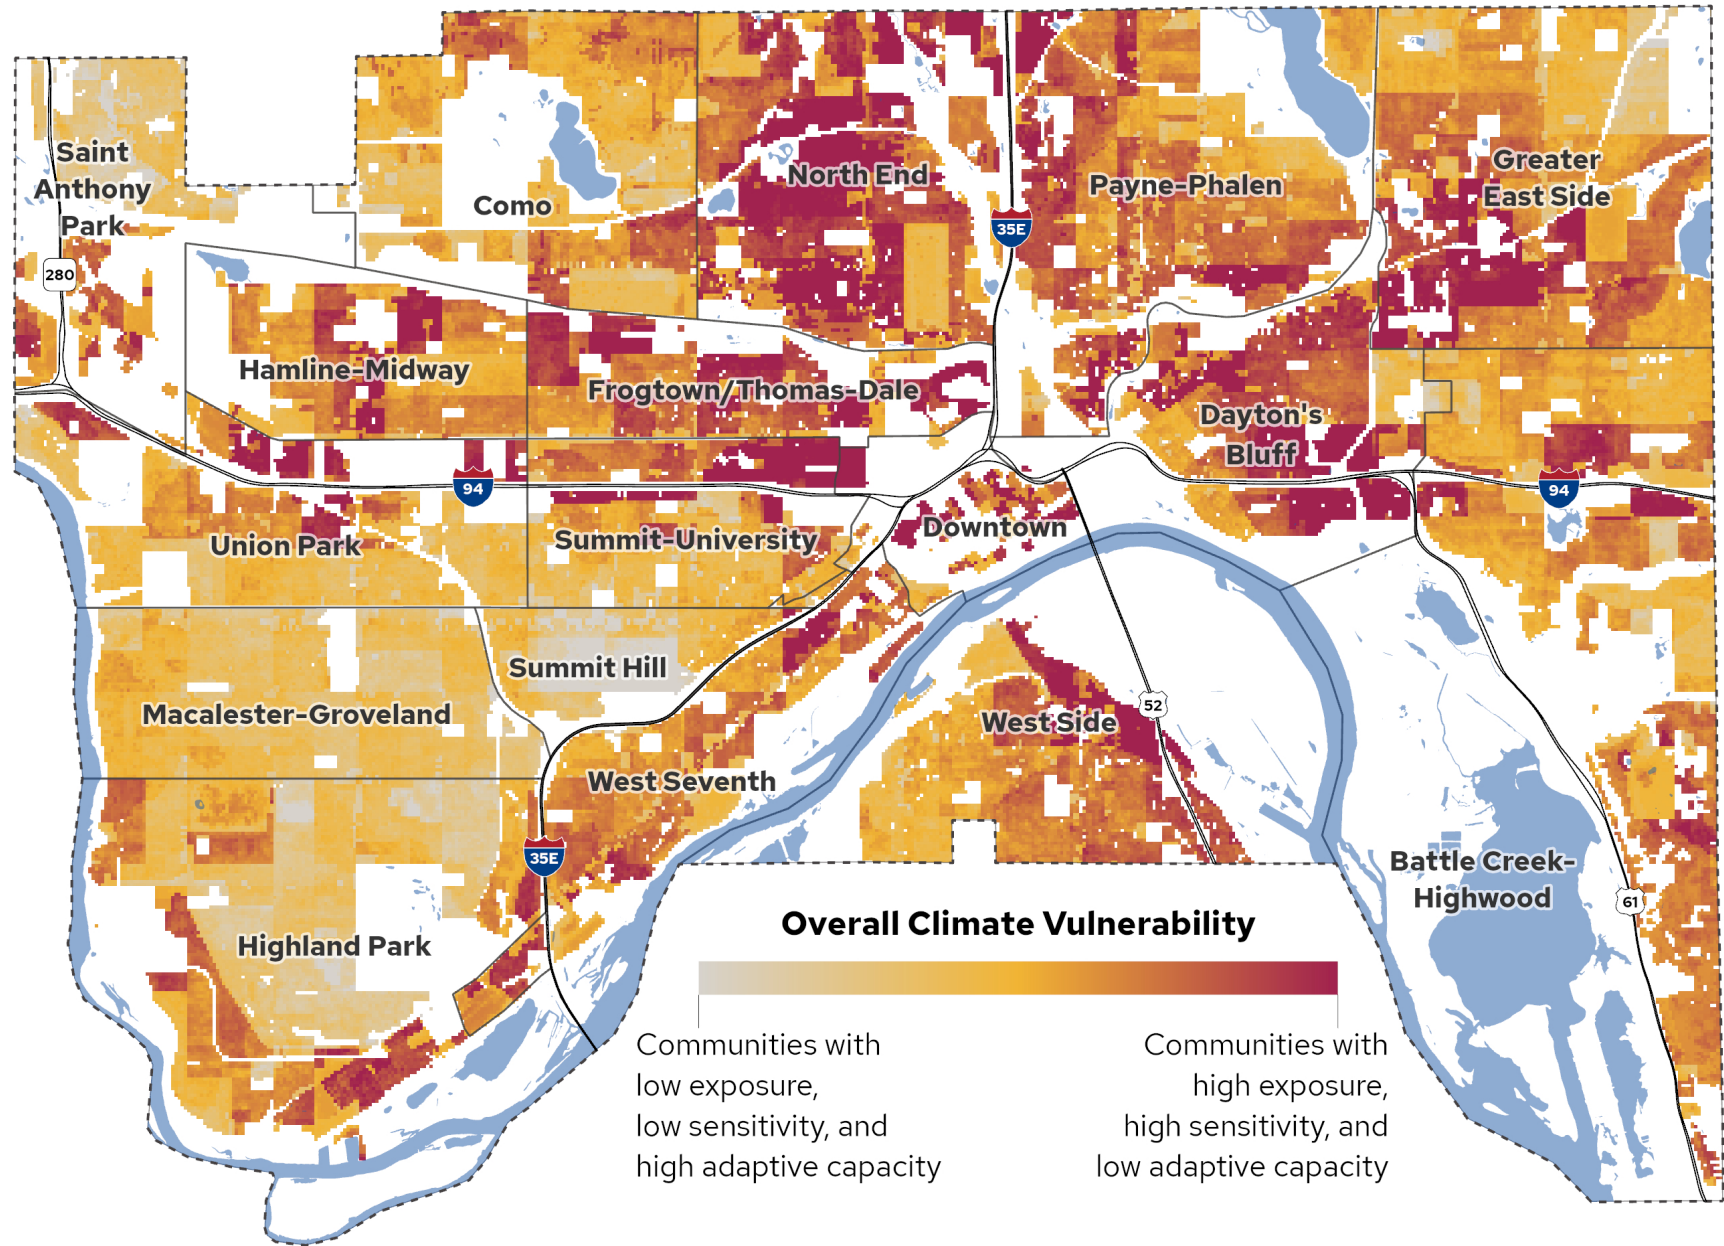 Saint
Anthony
Park
Como
North End
35E
Payne-Phalen
Greater
East Side
280
Hamline-Midway
Frogtown/Thomas-Dale
Dayton's
Bluff
94
94
Union Park
Summit-University
Downtown
Summit Hill
Macalester-Groveland
West Side
52
West Seventh
35E
Battle Creek-
Highwood
61
Highland Park
Overall Climate Vulnerability
Communities with
low exposure,
low sensitivity, and
high adaptive capacity
Communities with
high exposure,
high sensitivity, and
low adaptive capacity